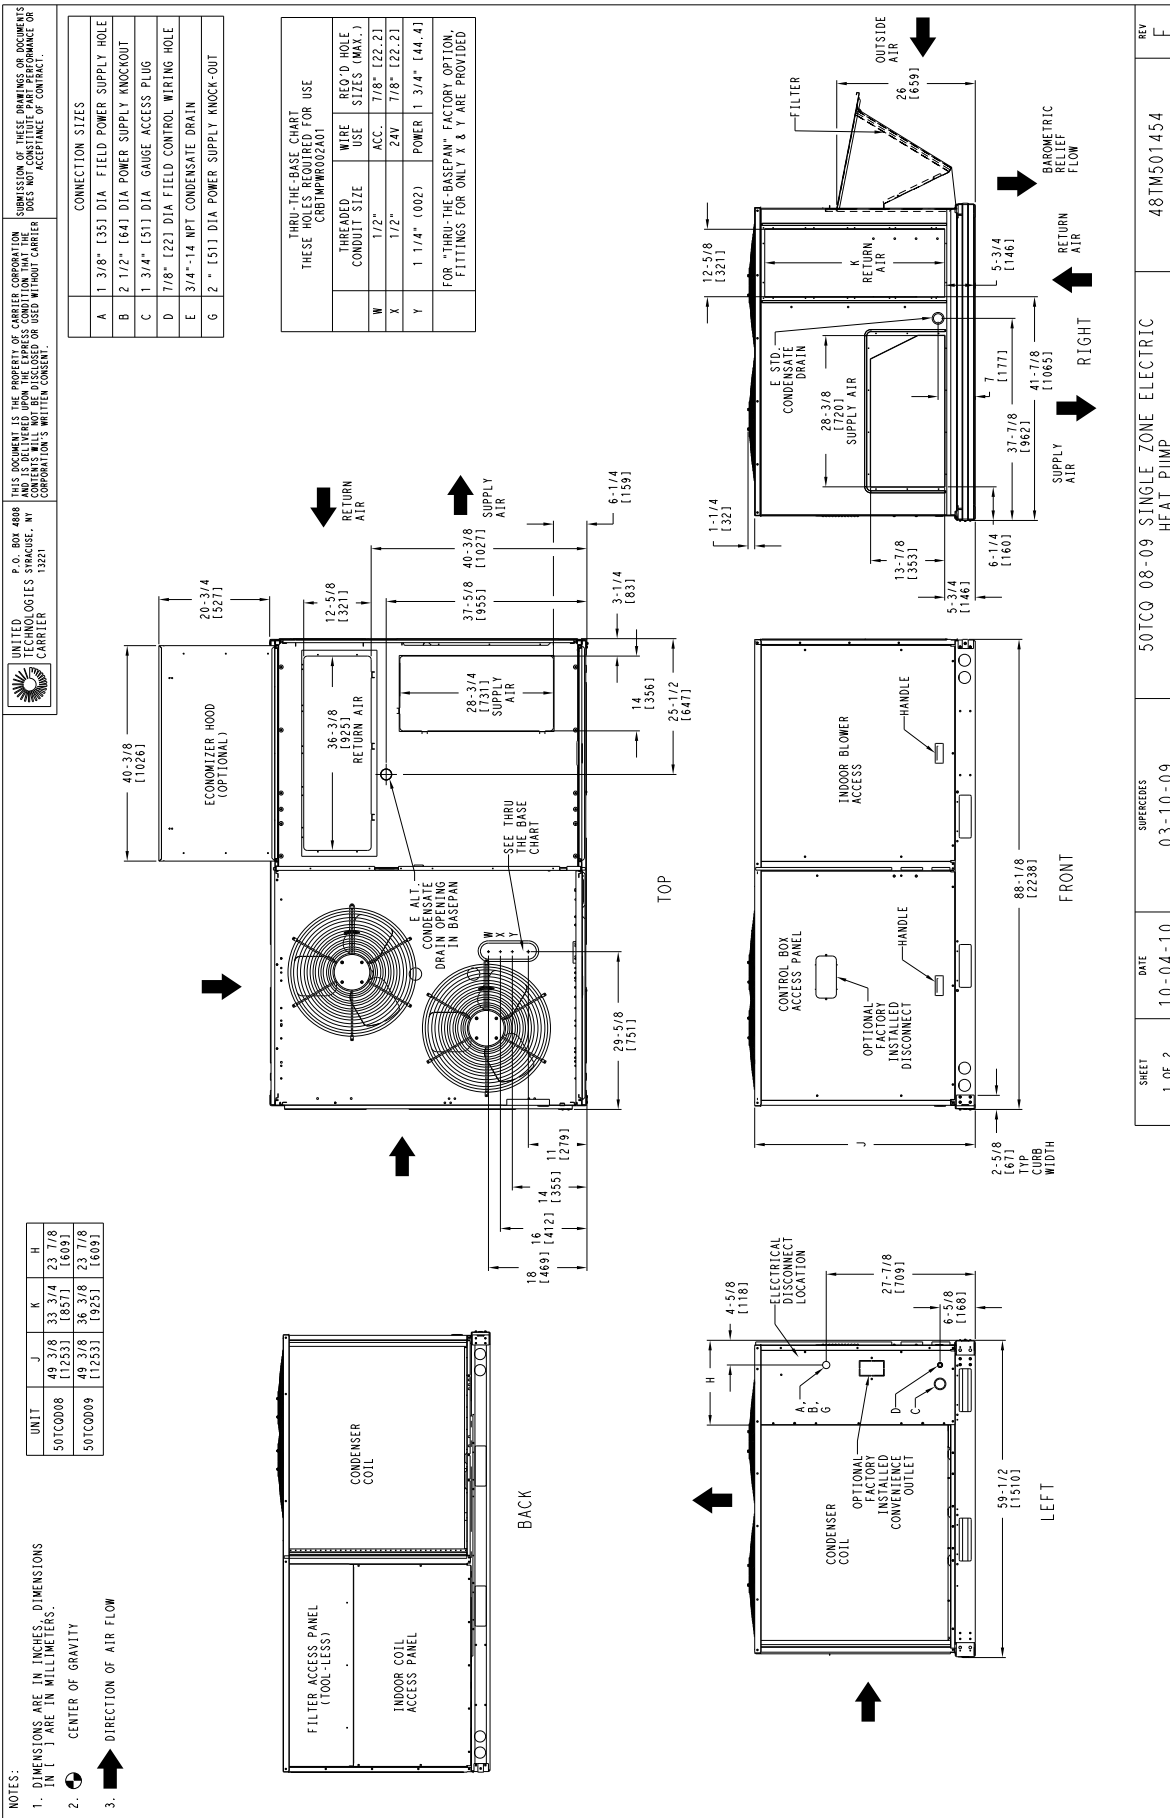 NOTES:
1. DIMENSIONS ARE IN INCHES, DIMENSIONS
IN [ ] ARE IN MILLIMETERS.
2. CENTER OF GRAVITY
3. DIRECTION OF AIR FLOW
UNIT J K H
50TCQD08 49 3/8 [1253] 33 3/4 [857] 23 7/8 [609]
50TCQD09 49 3/8 [1253] 36 3/8 [925] 23 7/8 [609]
UNITED
TECHNOLOGIES
CARRIER
P.O. BOX 4808
SYRACUSE, NY
13221
THIS DOCUMENT IS THE PROPERTY OF CARRIER CORPORATION
AND IS DELIVERED UPON THE EXPRESS CONDITION THAT THE
CONTENTS WILL NOT BE DISCLOSED OR USED WITHOUT CARRIER
CORPORATION'S WRITTEN CONSENT.
SUBMISSION OF THESE DRAWINGS OR DOCUMENTS
DOES NOT CONSTITUTE PART PERFORMANCE OR
ACCEPTANCE OF CONTRACT.
CONNECTION SIZES
A 1 3/8" [35] DIA FIELD POWER SUPPLY HOLE
B 2 1/2" [64] DIA POWER SUPPLY KNOCKOUT
C 1 3/4" [51] DIA GAUGE ACCESS PLUG
D 7/8" [22] DIA FIELD CONTROL WIRING HOLE
E 3/4"-14 NPT CONDENSATE DRAIN
G 2 " [51] DIA POWER SUPPLY KNOCK-OUT
THRU-THE-BASE CHART
THESE HOLES REQUIRED FOR USE
CRBTMPWR002A01
THREADED CONDUIT SIZE WIRE USE REQ'D HOLE SIZES (MAX.)
W 1/2" ACC. 7/8" [22.2]
X 1/2" 24V 7/8" [22.2]
Y 1 1/4" (002) POWER 1 3/4" [44.4]
FOR "THRU-THE-BASEPAN" FACTORY OPTION,
FITTINGS FOR ONLY X & Y ARE PROVIDED
FILTER ACCESS PANEL
(TOOL-LESS)
INDOOR COIL
ACCESS PANEL
CONDENSER
COIL
BACK
40-3/8
[1026]
20-3/4
[527]
ECONOMIZER HOOD
(OPTIONAL)
12-5/8
[321]
36-3/8
[925]
RETURN AIR
RETURN
AIR
SUPPLY
AIR
40-3/8
[1027]
37-5/8
[955]
6-1/4
[159]
28-3/4
[731]
SUPPLY
AIR
3-1/4
[83]
14
[356]
25-1/2
[647]
E ALT.
CONDENSATE
DRAIN OPENING
IN BASEPAN
SEE THRU
THE BASE
CHART
W
X
Y
29-5/8
[751]
11
[279]
14
[355]
16
[412]
18
[469]
TOP
H
4-5/8
[118]
ELECTRICAL
DISCONNECT
LOCATION
27-7/8
[709]
6-5/8
[168]
A,
B,
G
D
C
OPTIONAL
FACTORY
INSTALLED
CONVENIENCE
OUTLET
CONDENSER
COIL
59-1/2
[1510]
LEFT
J
CONTROL BOX
ACCESS PANEL
OPTIONAL
FACTORY
INSTALLED
DISCONNECT
HANDLE
INDOOR BLOWER
ACCESS
HANDLE
2-5/8
[67]
TYP
CURB
WIDTH
88-1/8
[2238]
FRONT
1-1/4
[32]
12-5/8
[321]
E STD.
CONDENSATE
DRAIN
28-3/8
[720]
SUPPLY AIR
K
RETURN
AIR
FILTER
26
[659]
OUTSIDE
AIR
BAROMETRIC
RELIEF
FLOW
RETURN
AIR
5-3/4
[146]
7
[177]
41-7/8
[1065]
37-7/8
[962]
SUPPLY
AIR
13-7/8
[353]
5-3/4
[146]
6-1/4
[160]
RIGHT
SHEET
1 OF 2
DATE
10-04-10
SUPERCEDES
03-10-09
50TCQ 08-09 SINGLE ZONE ELECTRIC
HEAT PUMP
48TM501454
REV